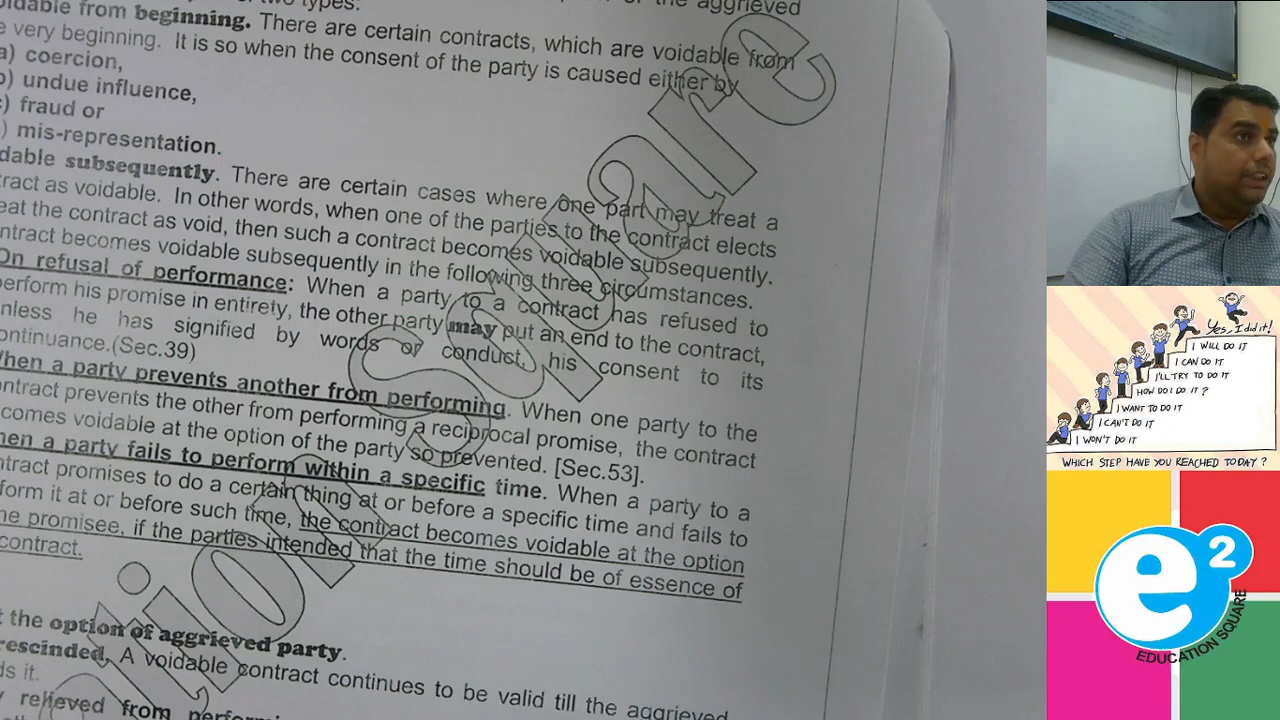 types:
of the aggrieved
oidable from beginning. There are certain contracts, which are voidable from
e very beginning. It is so when the consent of the party is caused either by
a) coercion,
o) undue influence,
c) fraud or
) mis-representation.
dable subsequently. There are certain cases where one part may treat a
tract as voidable. In other words, when one of the parties to the contract elects
eat the contract as void, then such a contract becomes voidable subsequently.
ntract becomes voidable subsequently in the following three circumstances.
On refusal of performance: When a party to a contract has refused to
perform his promise in entirety, the other party may put an end to the contract,
nless he has signified by words or conduct his consent to its
ontinuance.(Sec.39)
hen a party prevents another from performing. When one party to the
ontract prevents the other from performing a reciprocal promise, the contract
comes voidable at the option of the party so prevented. [Sec.53].
hen a party fails to perform within a specific time. When a party to a
ntract promises to do a certain thing at or before a specific time and fails to
form it at or before such time, the contract becomes voidable at the option
he promisee, if the parties intended that the time should be of essence of
contract.
t the option of aggrieved party.
rescinded, A voidable contract continues to be valid till the aggrieved
ds it.
y relieved from
Yes, I did it!
I WILL DO IT
I CAN DO IT
I'LL TRY TO DO IT
HOW DO I DO IT ?
I WANT TO DO IT
I CAN'T DO IT
I WON'T DO IT
WHICH STEP HAVE YOU REACHED TODAY ?
e2
EDUCATION SQUARE